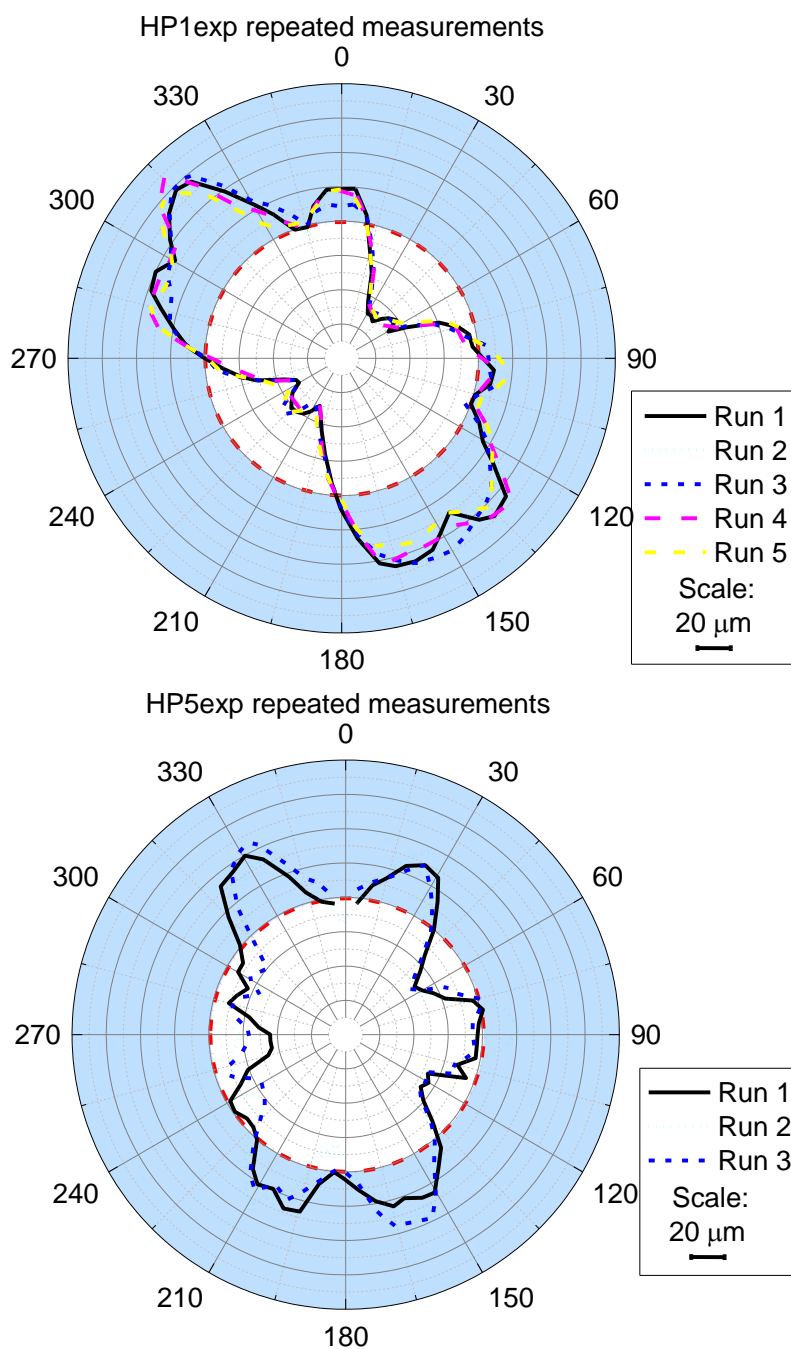 HP1exp repeated measurements
0
330
30
300
60
270
90
240
120
210
150
180
Run 1
Run 2
Run 3
Run 4
Run 5
Scale:
20 μm
HP5exp repeated measurements
0
330
30
300
60
270
90
240
120
210
150
180
Run 1
Run 2
Run 3
Scale:
20 μm